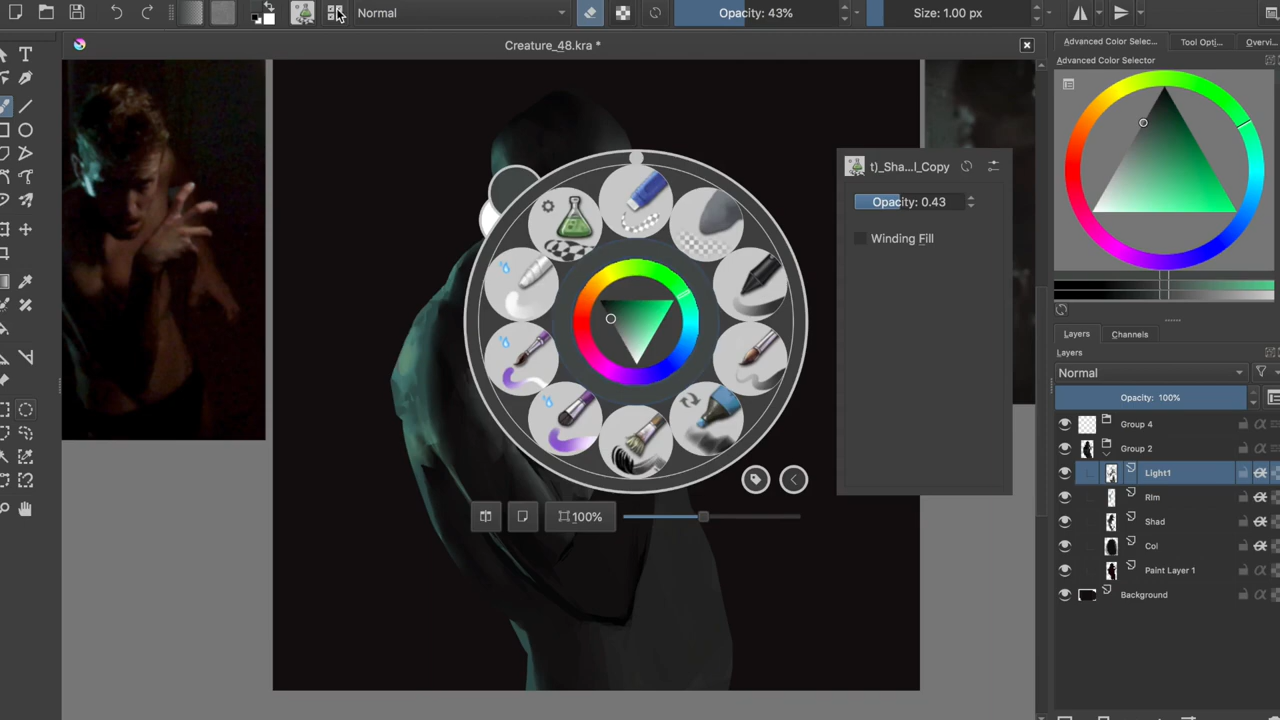 Normal
Opacity: 43%
Size: 1.00 px
Creature_48.kra *
Advanced Color Selec...
Tool Opti...
Overvi...
Advanced Color Selector
t)_Sha...l_Copy
Opacity: 0.43
Winding Fill
100%
Layers
Channels
Layers
Normal
Opacity: 100%
Group 4
Group 2
Light1
RIm
Shad
Col
Paint Layer 1
Background